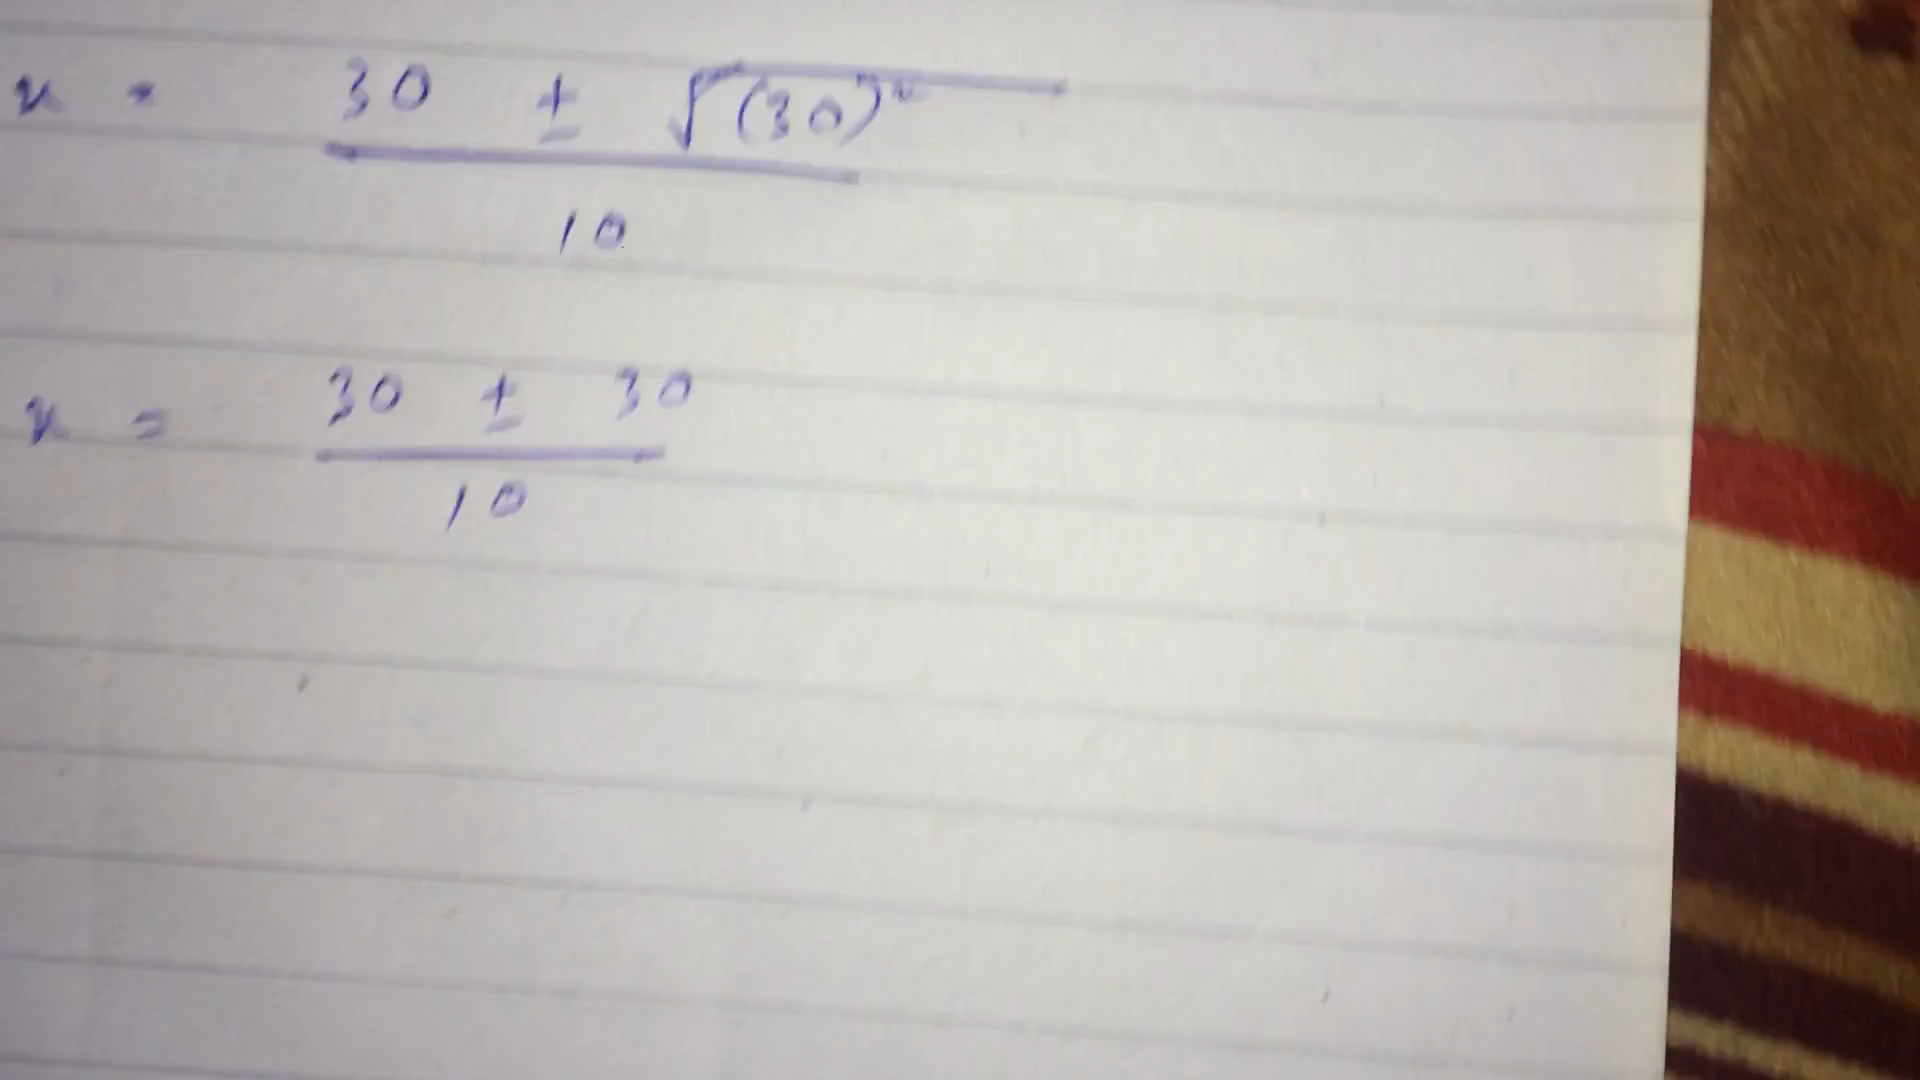 x = 30 ± √(30)²
10
x = 30 ± 30
10